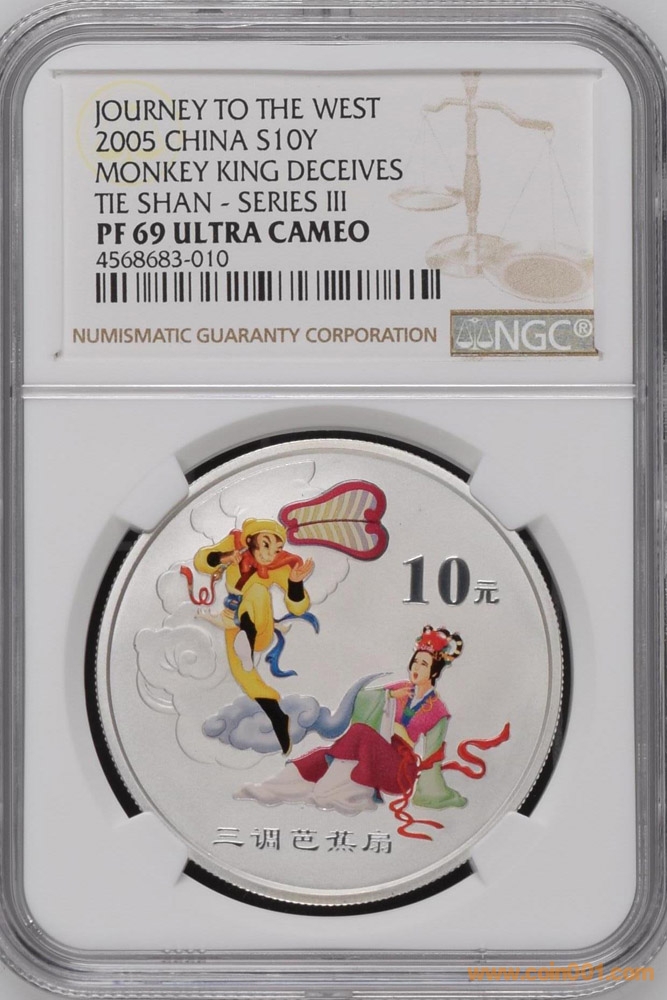 JOURNEY TO THE WEST
2005 CHINA S10Y
MONKEY KING DECEIVES
TIE SHAN - SERIES III
PF 69 ULTRA CAMEO
4568683-010
NUMISMATIC GUARANTY CORPORATION
NGC®
10元
三调芭蕉扇
www.coin001.com